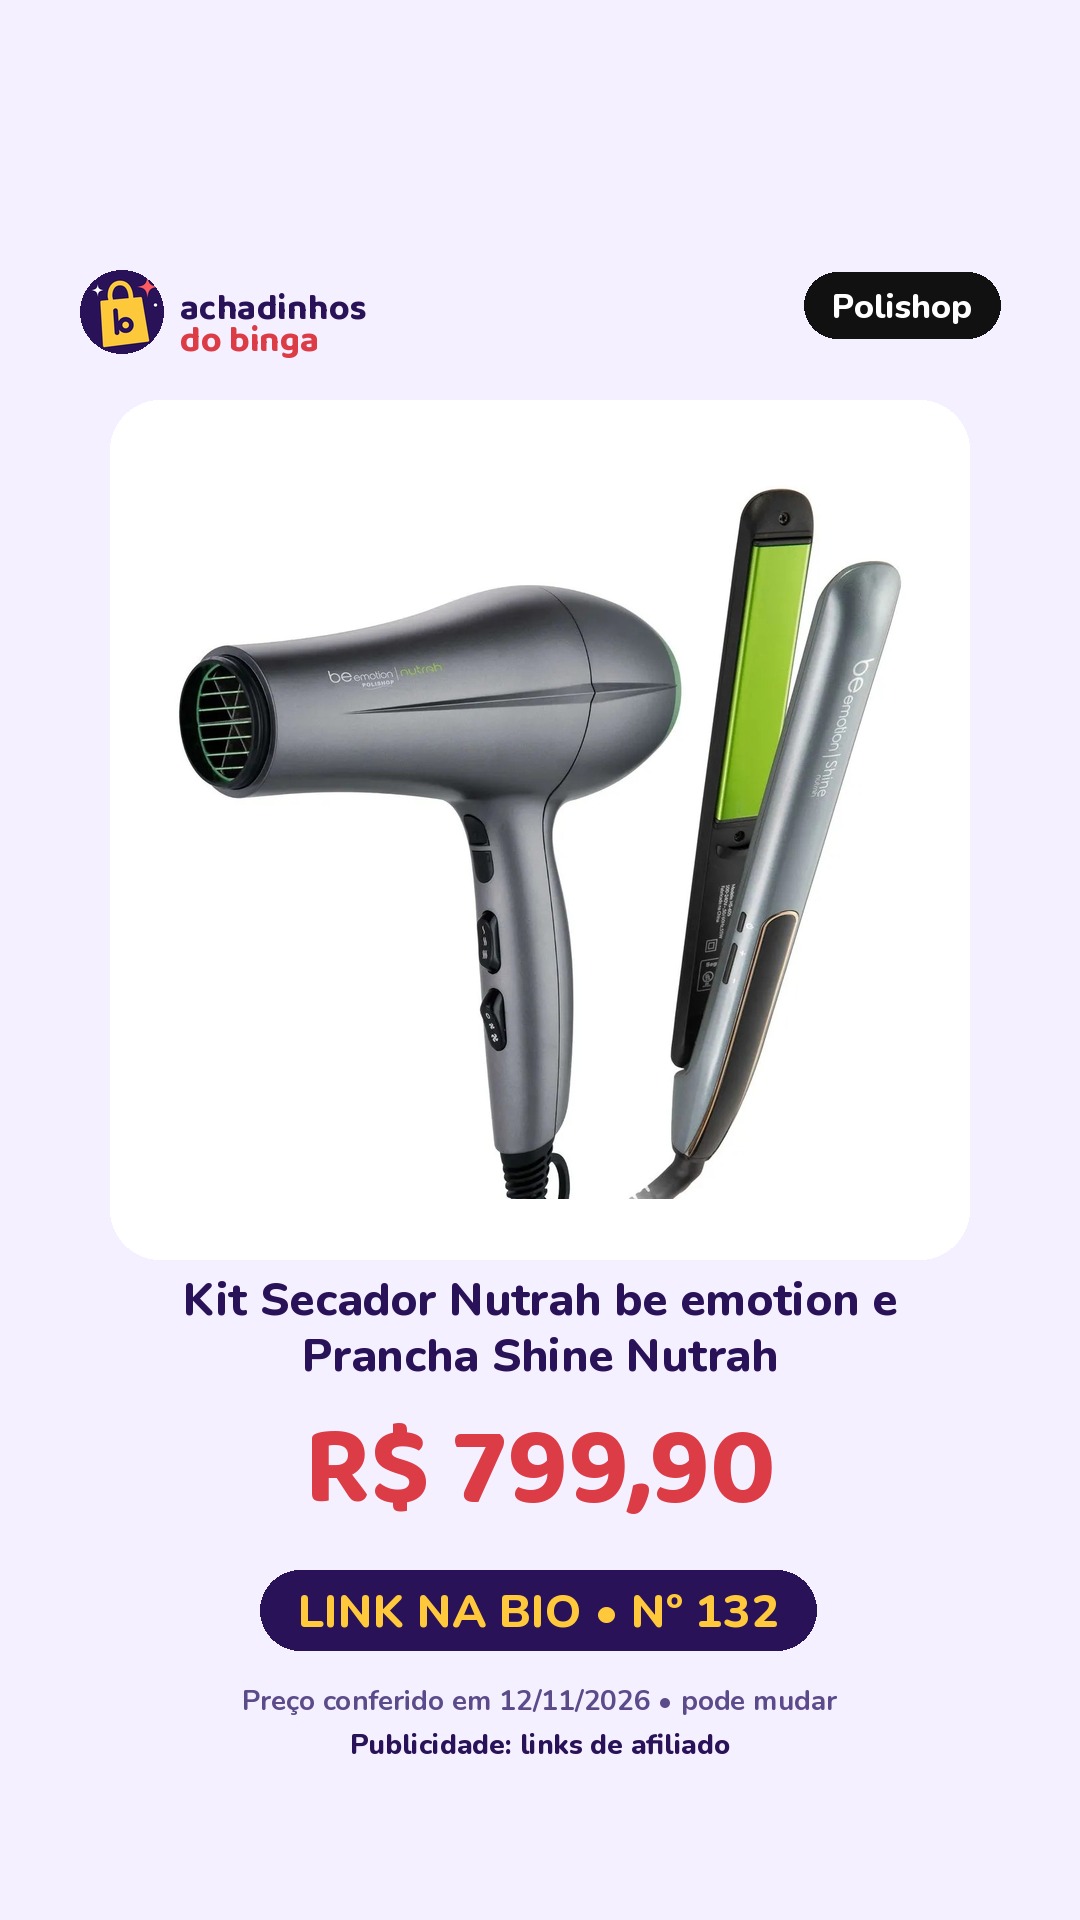 b
achadinhos
do binga
Polishop
be emotion | nutrah
POLISHOP
be emotion | Shine
nutrah
Kit Secador Nutrah be emotion e
Prancha Shine Nutrah
R$ 799,90
LINK NA BIO • Nº 132
Preço conferido em 12/11/2026 • pode mudar
Publicidade: links de afiliado